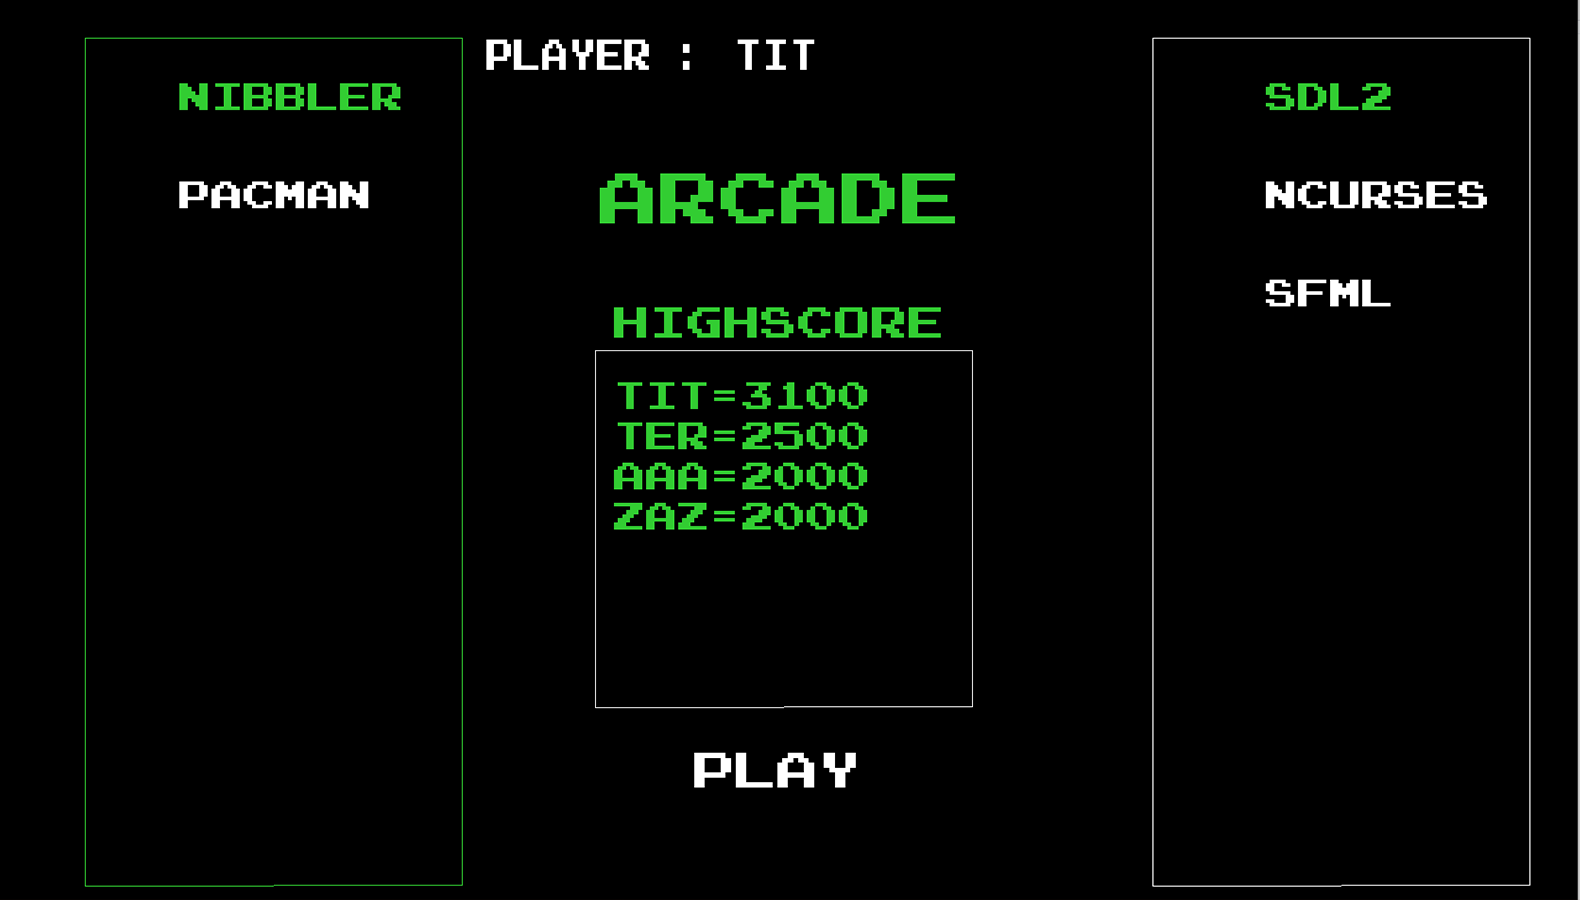 PLAYER : TIT
NIBBLER
PACMAN
ARCADE
HIGHSCORE
TIT=3100
TER=2500
AAA=2000
ZAZ=2000
PLAY
SDL2
NCURSES
SFML